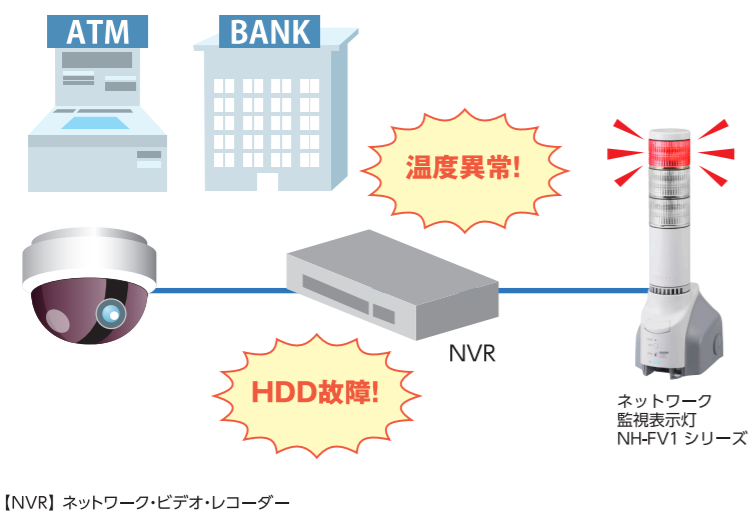 ATM
BANK
温度異常!
HDD故障!
NVR
ネットワーク
監視表示灯
NH-FV1 シリーズ
【NVR】ネットワーク・ビデオ・レコーダー